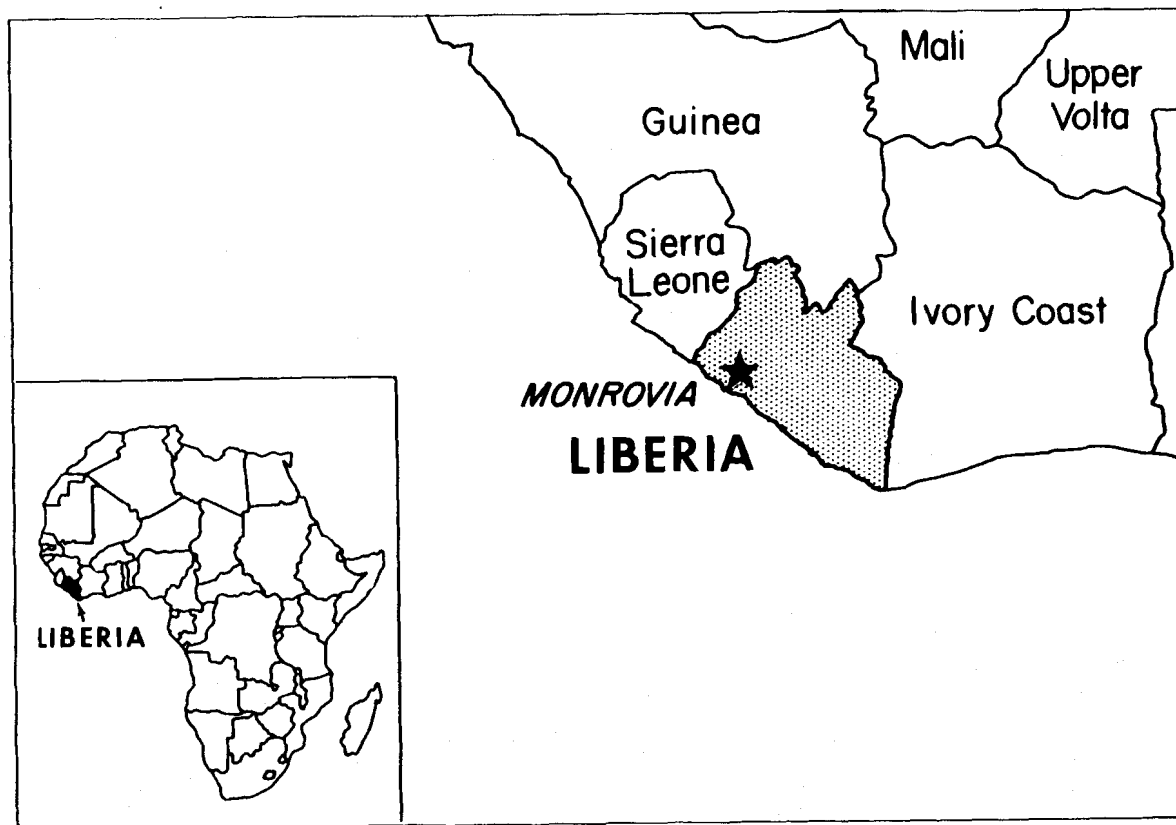 Mali
Upper
Volta
Guinea
Sierra
Leone
Ivory Coast
MONROVIA
LIBERIA
LIBERIA